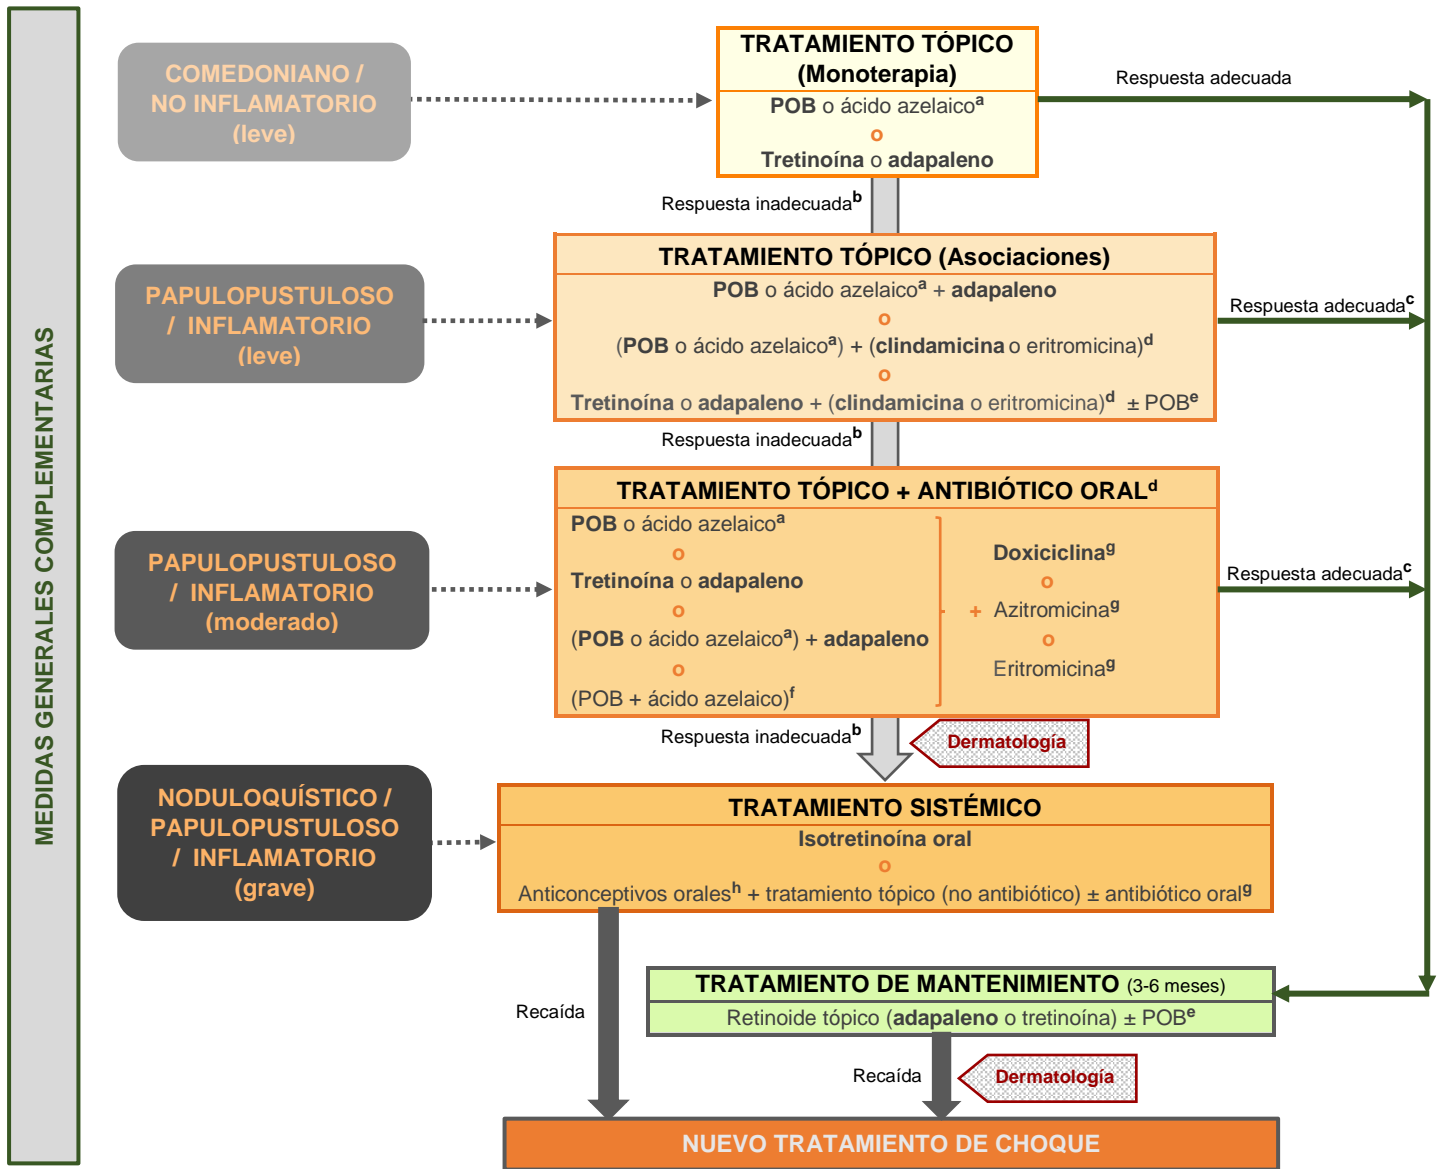 MEDIDAS GENERALES COMPLEMENTARIAS
COMEDONIANO /
NO INFLAMATORIO
(leve)
TRATAMIENTO TÓPICO
(Monoterapia)
POB o ácido azelaicoª
o
Tretinoína o adapaleno
Respuesta adecuada
Respuesta inadecuadaᵇ
PAPULOPUSTULOSO
/ INFLAMATORIO
(leve)
TRATAMIENTO TÓPICO (Asociaciones)
POB o ácido azelaicoª + adapaleno
o
(POB o ácido azelaicoª) + (clindamicina o eritromicina)ᵈ
o
Tretinoína o adapaleno + (clindamicina o eritromicina)ᵈ ± POBᵉ
Respuesta adecuadaᶜ
Respuesta inadecuadaᵇ
PAPULOPUSTULOSO
/ INFLAMATORIO
(moderado)
TRATAMIENTO TÓPICO + ANTIBIÓTICO ORALᵈ
POB o ácido azelaicoª
o
Tretinoína o adapaleno
o
(POB o ácido azelaicoª) + adapaleno
o
(POB + ácido azelaico)ᶠ
Doxiciclinaᵍ
o
+ Azitromicinaᵍ
o
Eritromicinaᵍ
Respuesta adecuadaᶜ
Respuesta inadecuadaᵇ
Dermatología
NODULOQUÍSTICO /
PAPULOPUSTULOSO
/ INFLAMATORIO
(grave)
TRATAMIENTO SISTÉMICO
Isotretinoína oral
o
Anticonceptivos oralesʰ + tratamiento tópico (no antibiótico) ± antibiótico oralᵍ
TRATAMIENTO DE MANTENIMIENTO (3-6 meses)
Retinoide tópico (adapaleno o tretinoína) ± POBᵉ
Recaída
Recaída
Dermatología
NUEVO TRATAMIENTO DE CHOQUE